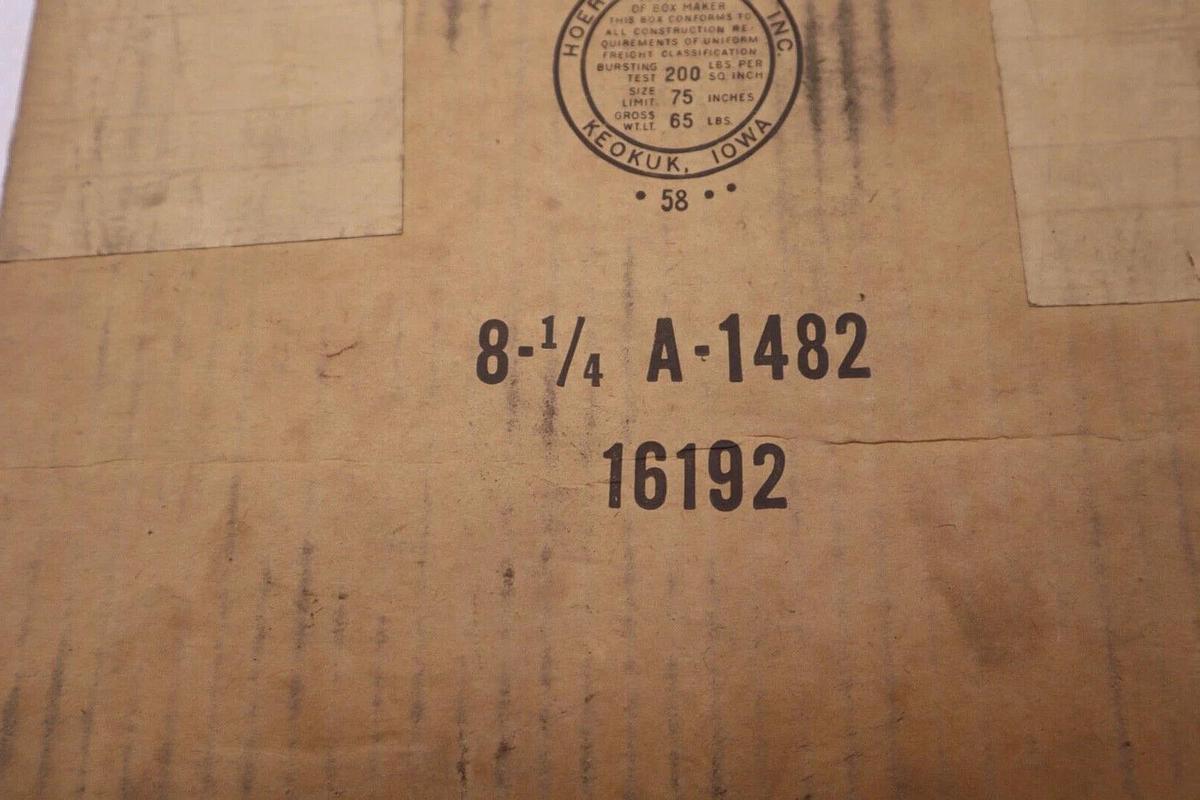 HOER INC.
OF BOX MAKER
THIS BOX CONFORMS TO
ALL CONSTRUCTION RE-
QUIREMENTS OF UNIFORM
FREIGHT CLASSIFICATION
BURSTING TEST 200 LBS. PER SQ. INCH
SIZE LIMIT. 75 INCHES
GROSS WT. LT. 65 LBS.
KEOKUK, IOWA
• 58 • •
8-1/4 A-1482
16192